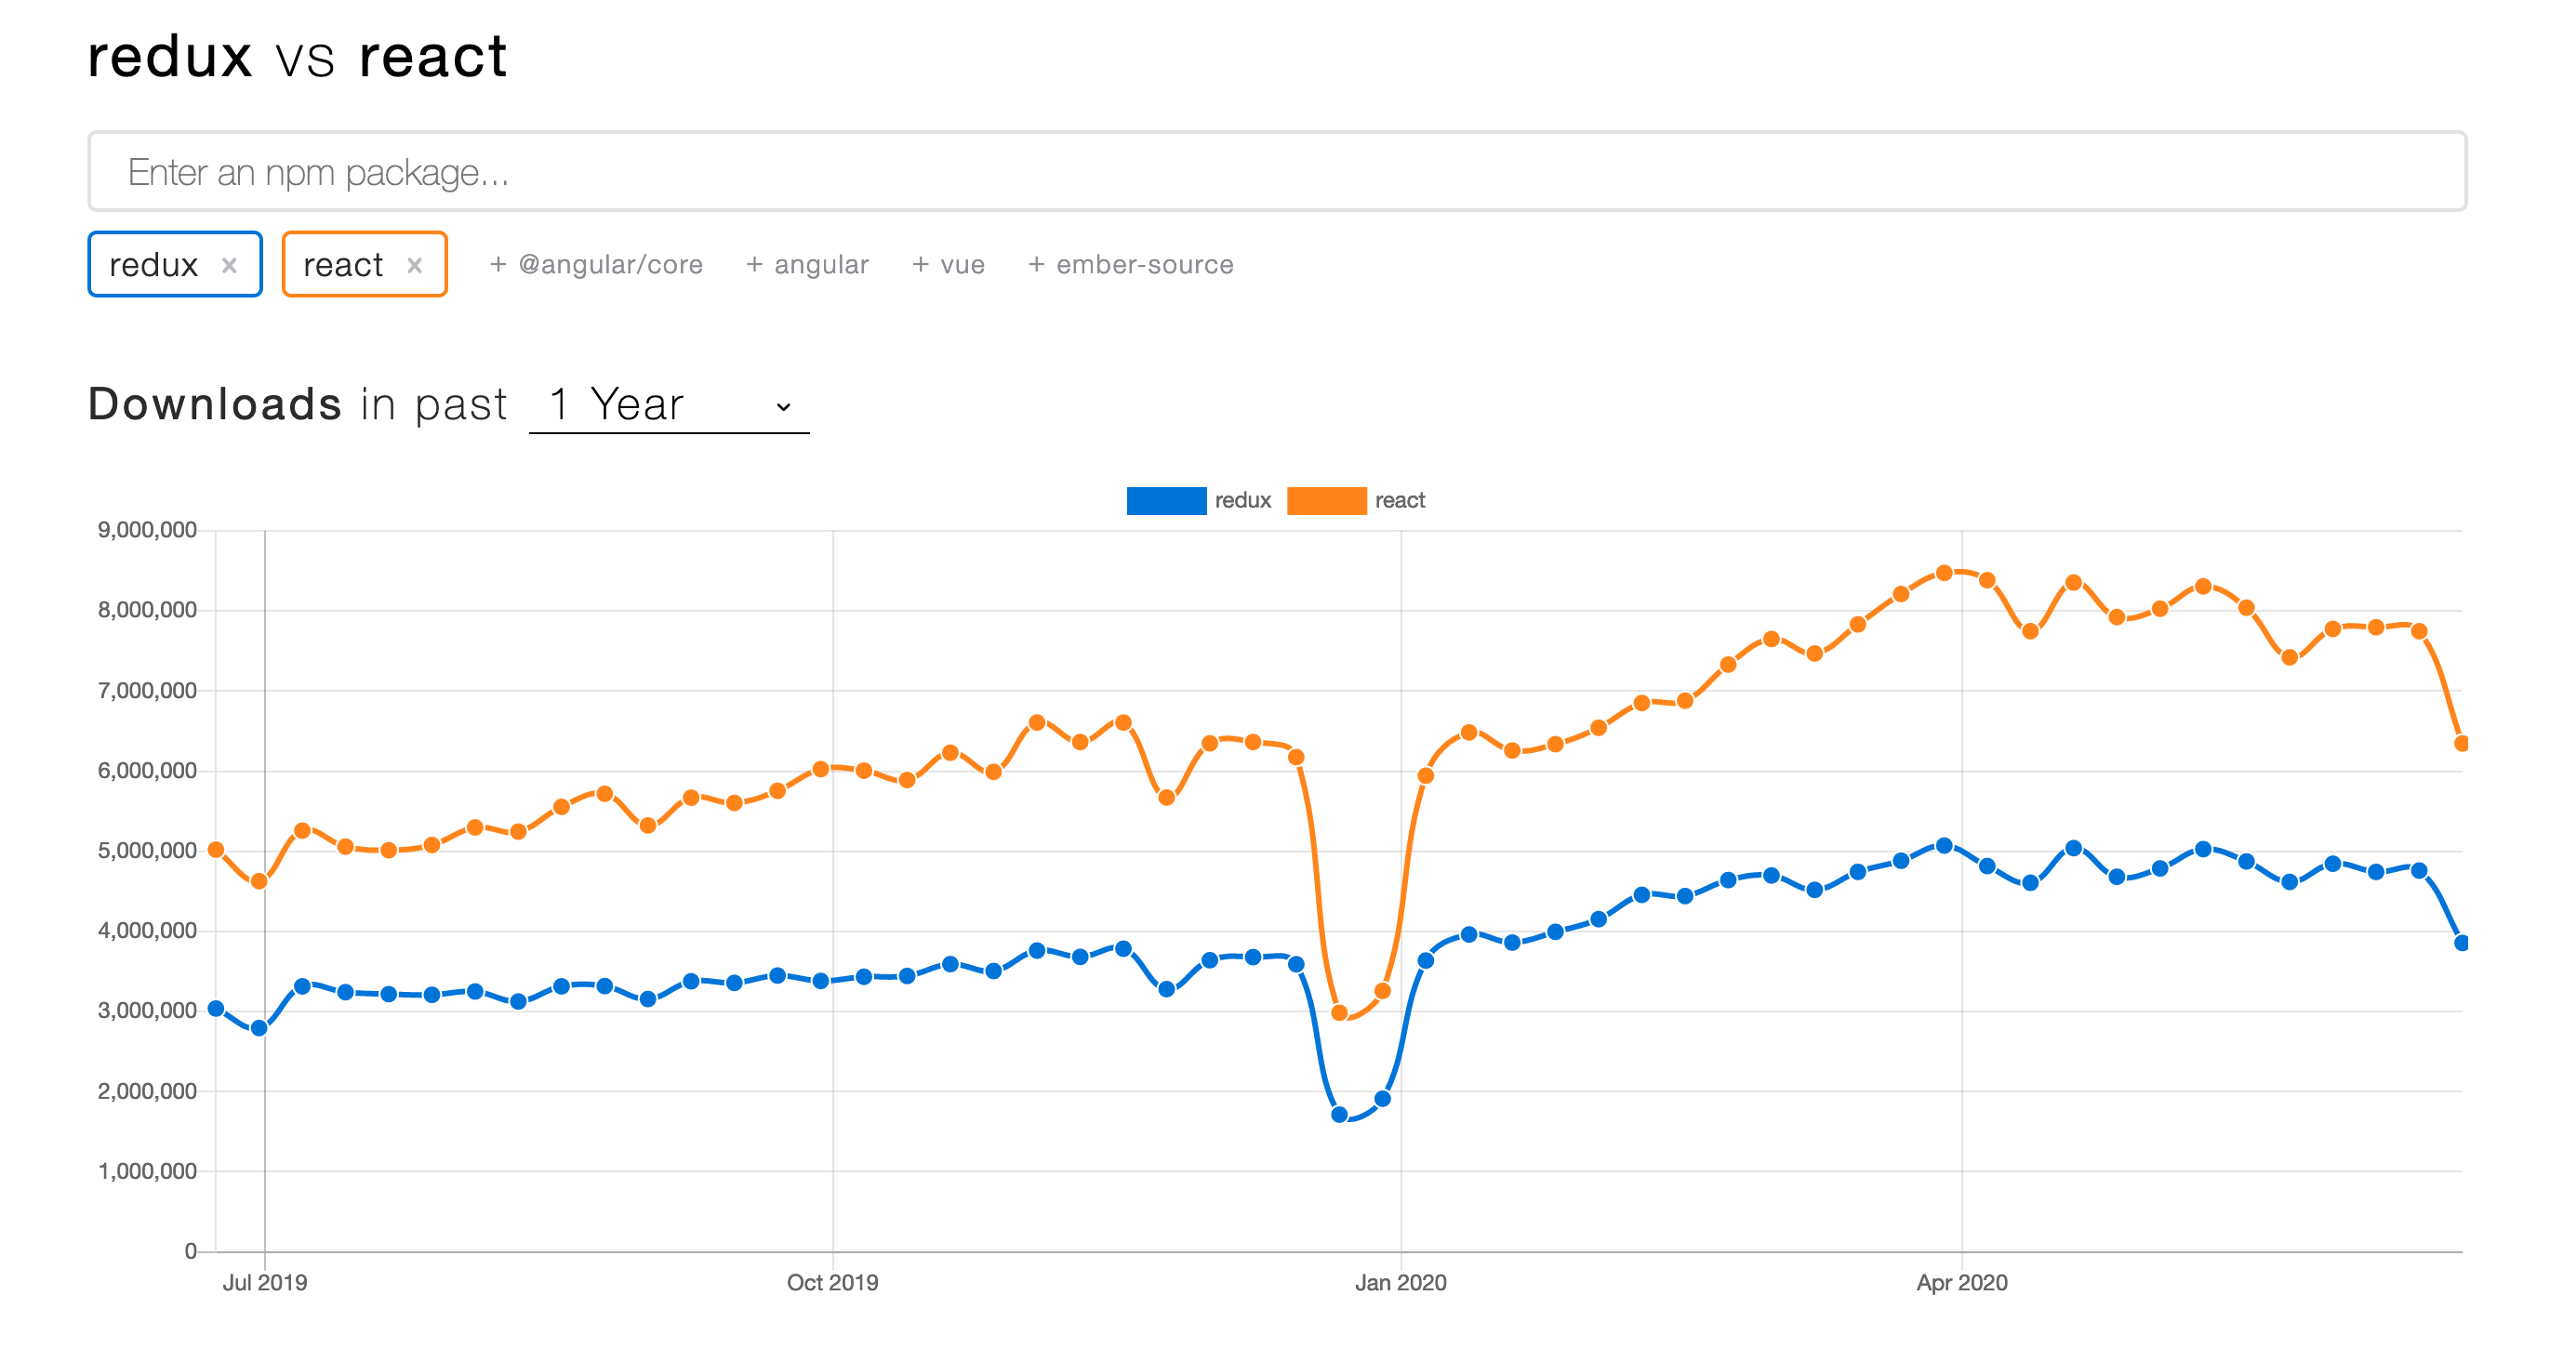 redux vs react
Enter an npm package...
redux × react × + @angular/core + angular + vue + ember-source
Downloads in past 1 Year
redux react
9,000,000
8,000,000
7,000,000
6,000,000
5,000,000
4,000,000
3,000,000
2,000,000
1,000,000
0
Jul 2019 Oct 2019 Jan 2020 Apr 2020